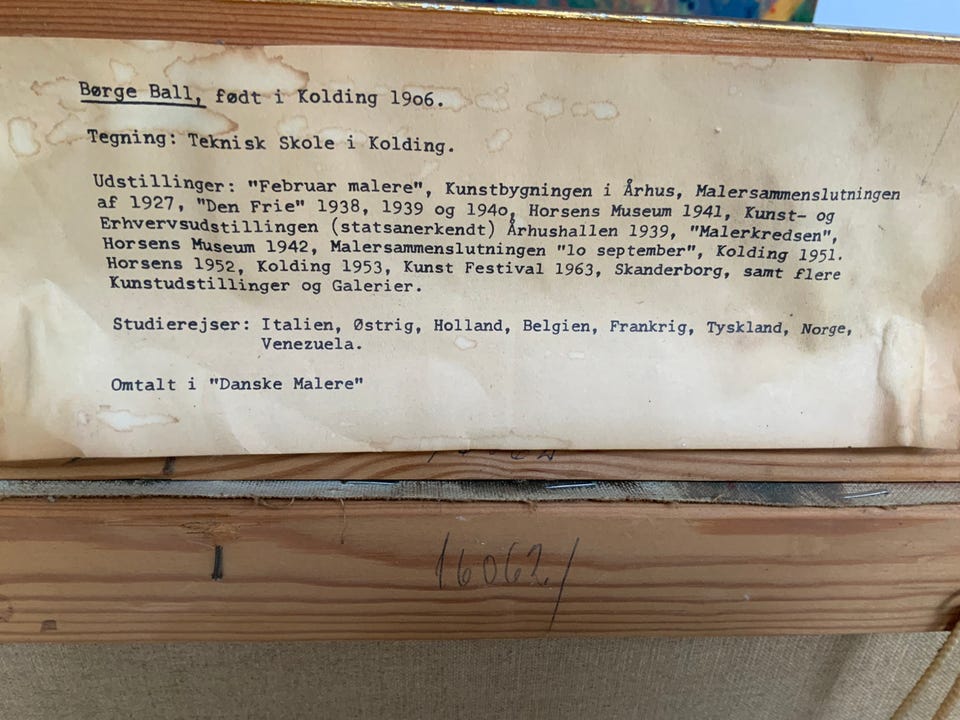 Børge Ball, født i Kolding 19o6.
Tegning: Teknisk Skole i Kolding.
Udstillinger: "Februar malere", Kunstbygningen i Århus, Malersammenslutningen
af 1927, "Den Frie" 1938, 1939 og 194o, Horsens Museum 1941, Kunst- og
Erhvervsudstillingen (statsanerkendt) Århushallen 1939, "Malerkredsen",
Horsens Museum 1942, Malersammenslutningen "lo september", Kolding 1951.
Horsens 1952, Kolding 1953, Kunst Festival 1963, Skanderborg, samt flere
Kunstudstillinger og Galerier.
Studierejser: Italien, Østrig, Holland, Belgien, Frankrig, Tyskland, Norge,
Venezuela.
Omtalt i "Danske Malere"
16062/